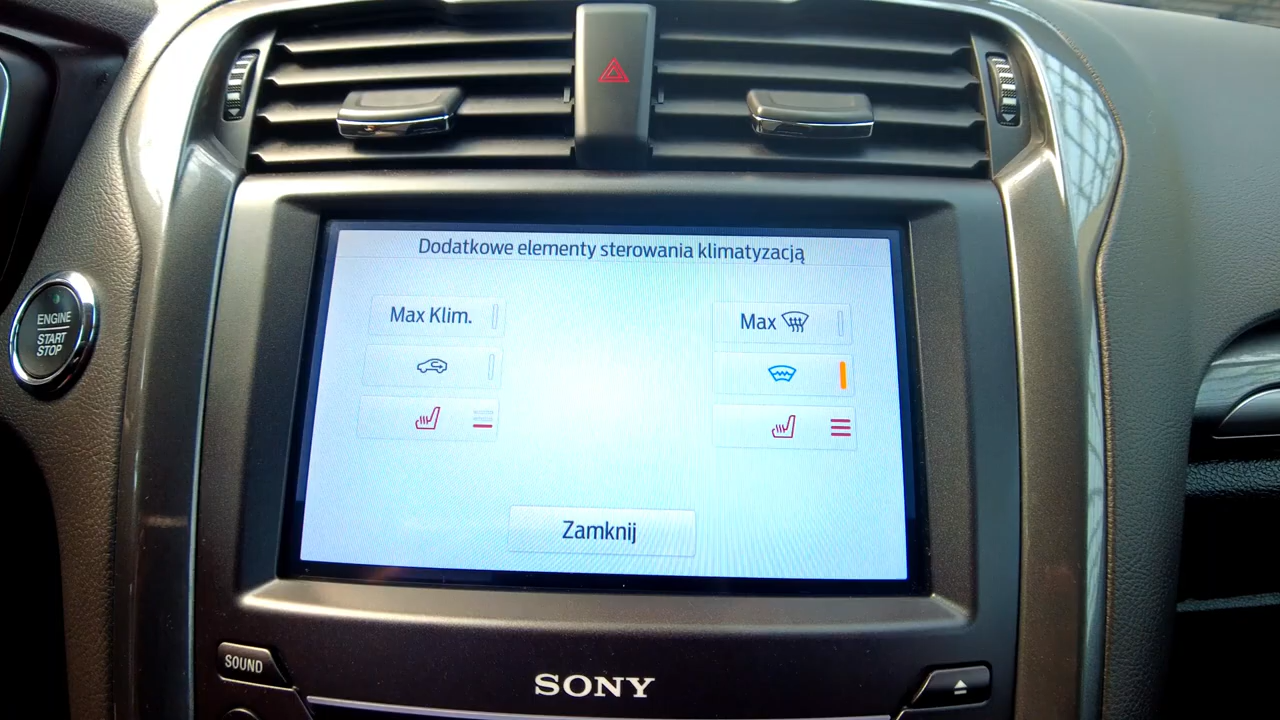 Dodatkowe elementy sterowania klimatyzacją
Max Klim.
Max
Zamknij
ENGINE
START
STOP
SOUND
SONY